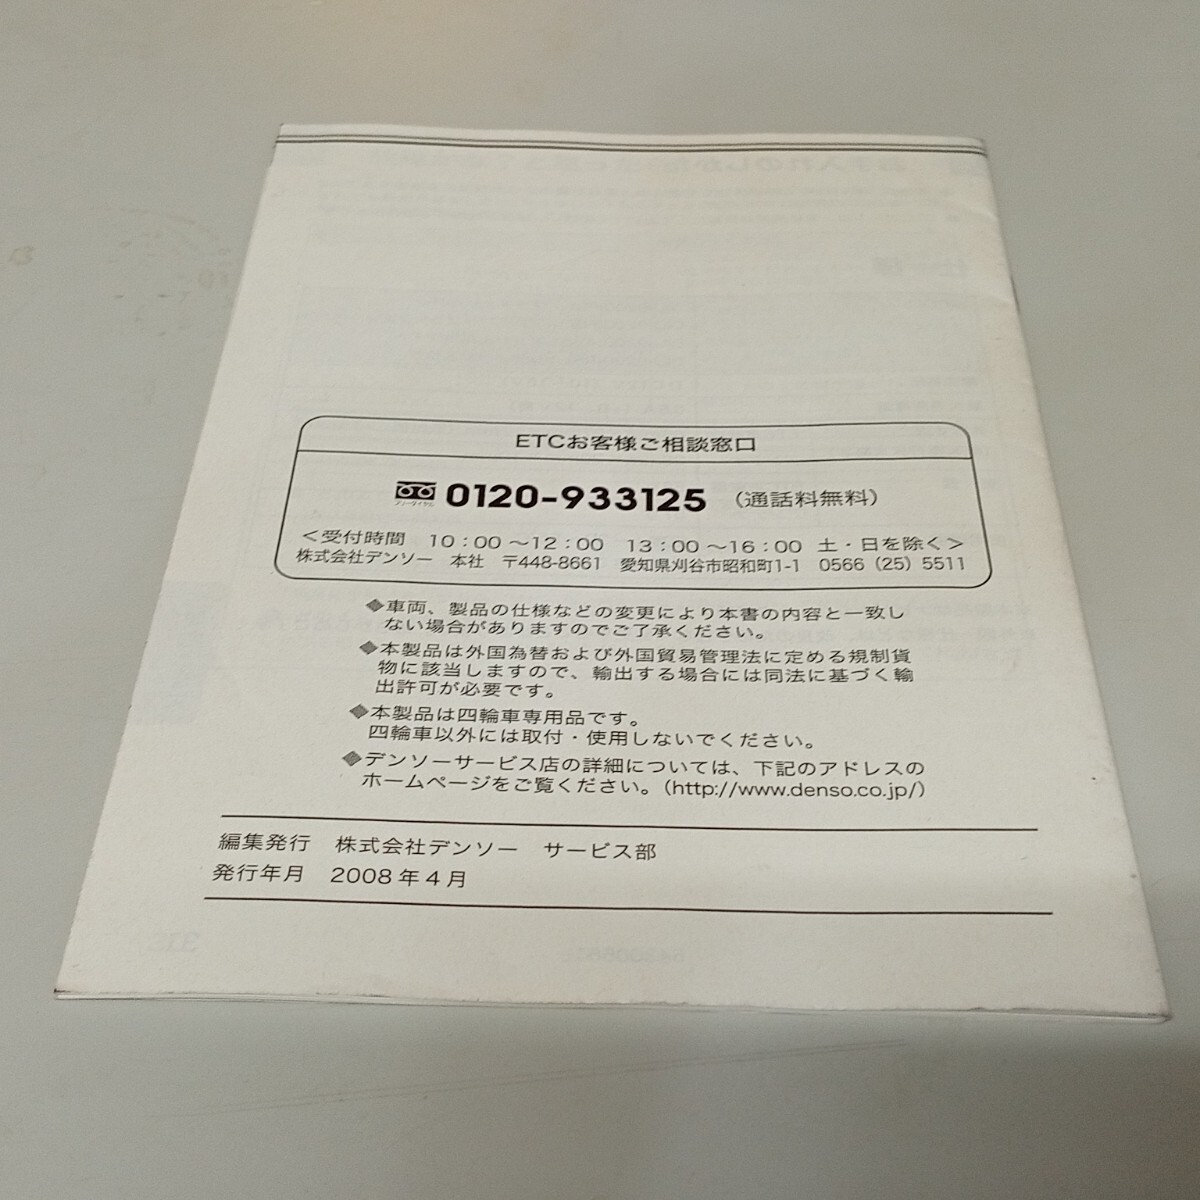 ETCお客様ご相談窓口
フリーダイヤル 0120-933125 (通話料無料)
<受付時間 10:00～12:00 13:00～16:00 土・日を除く>
株式会社デンソー 本社 〒448-8661 愛知県刈谷市昭和町1-1 0566 (25) 5511
◆車両、製品の仕様などの変更により本書の内容と一致し
ない場合がありますのでご了承ください。
◆本製品は外国為替および外国貿易管理法に定める規制貨
物に該当しますので、輸出する場合には同法に基づく輸
出許可が必要です。
◆本製品は四輪車専用品です。
四輪車以外には取付・使用しないでください。
◆デンソーサービス店の詳細については、下記のアドレスの
ホームページをご覧ください。(http://www.denso.co.jp/)
編集発行 株式会社デンソー サービス部
発行年月 2008年4月